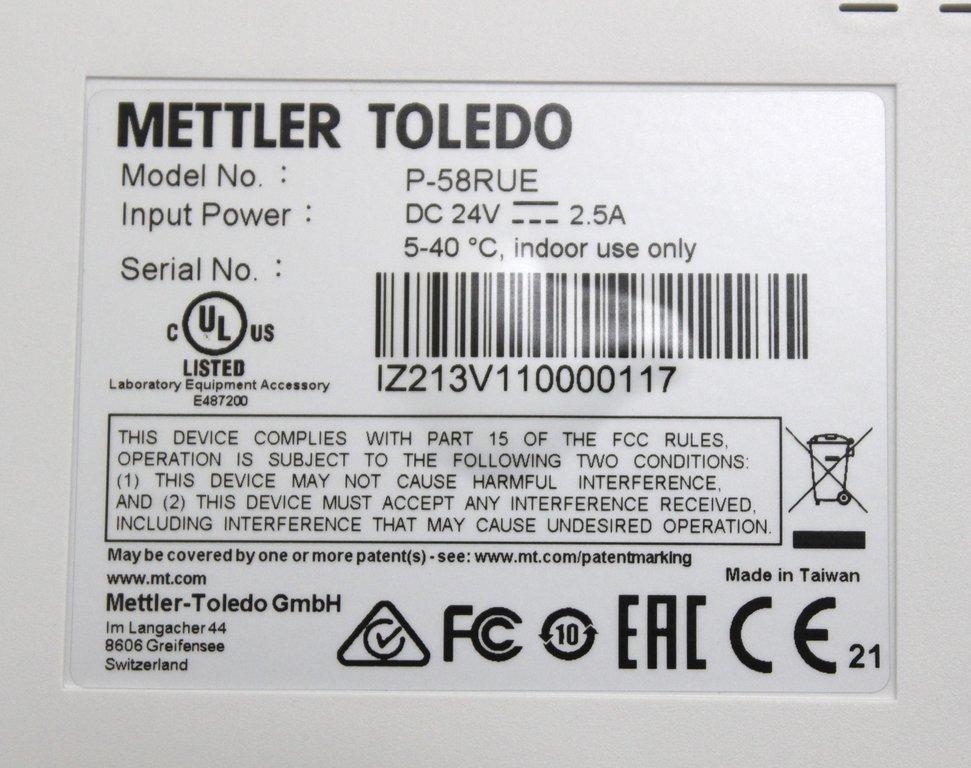 METTLER TOLEDO
Model No. : P-58RUE
Input Power : DC 24V ⎓ 2.5A
5-40 °C, indoor use only
Serial No. :
IZ213V110000117
C UL US
LISTED
Laboratory Equipment Accessory
E487200
THIS DEVICE COMPLIES WITH PART 15 OF THE FCC RULES,
OPERATION IS SUBJECT TO THE FOLLOWING TWO CONDITIONS:
(1) THIS DEVICE MAY NOT CAUSE HARMFUL INTERFERENCE,
AND (2) THIS DEVICE MUST ACCEPT ANY INTERFERENCE RECEIVED,
INCLUDING INTERFERENCE THAT MAY CAUSE UNDESIRED OPERATION.
May be covered by one or more patent(s) - see: www.mt.com/patentmarking
www.mt.com
Made in Taiwan
Mettler-Toledo GmbH
Im Langacher 44
8606 Greifensee
Switzerland
FC 10 EAC CE 21